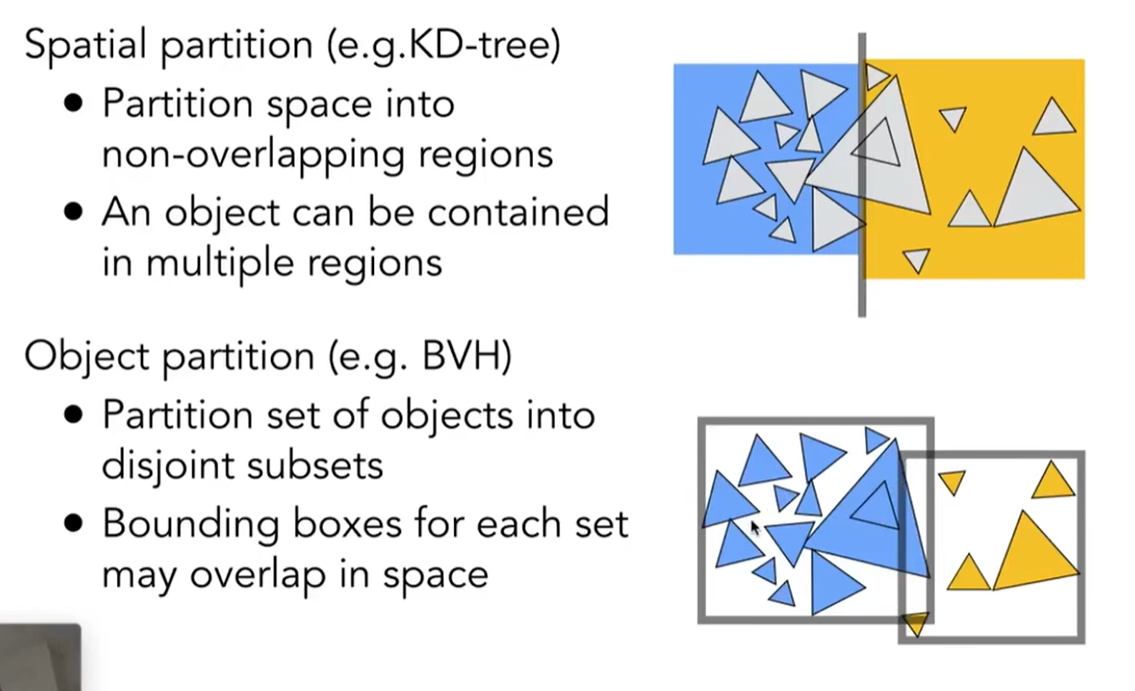 Spatial partition (e.g.KD-tree)
● Partition space into
non-overlapping regions
● An object can be contained
in multiple regions
Object partition (e.g. BVH)
● Partition set of objects into
disjoint subsets
● Bounding boxes for each set
may overlap in space